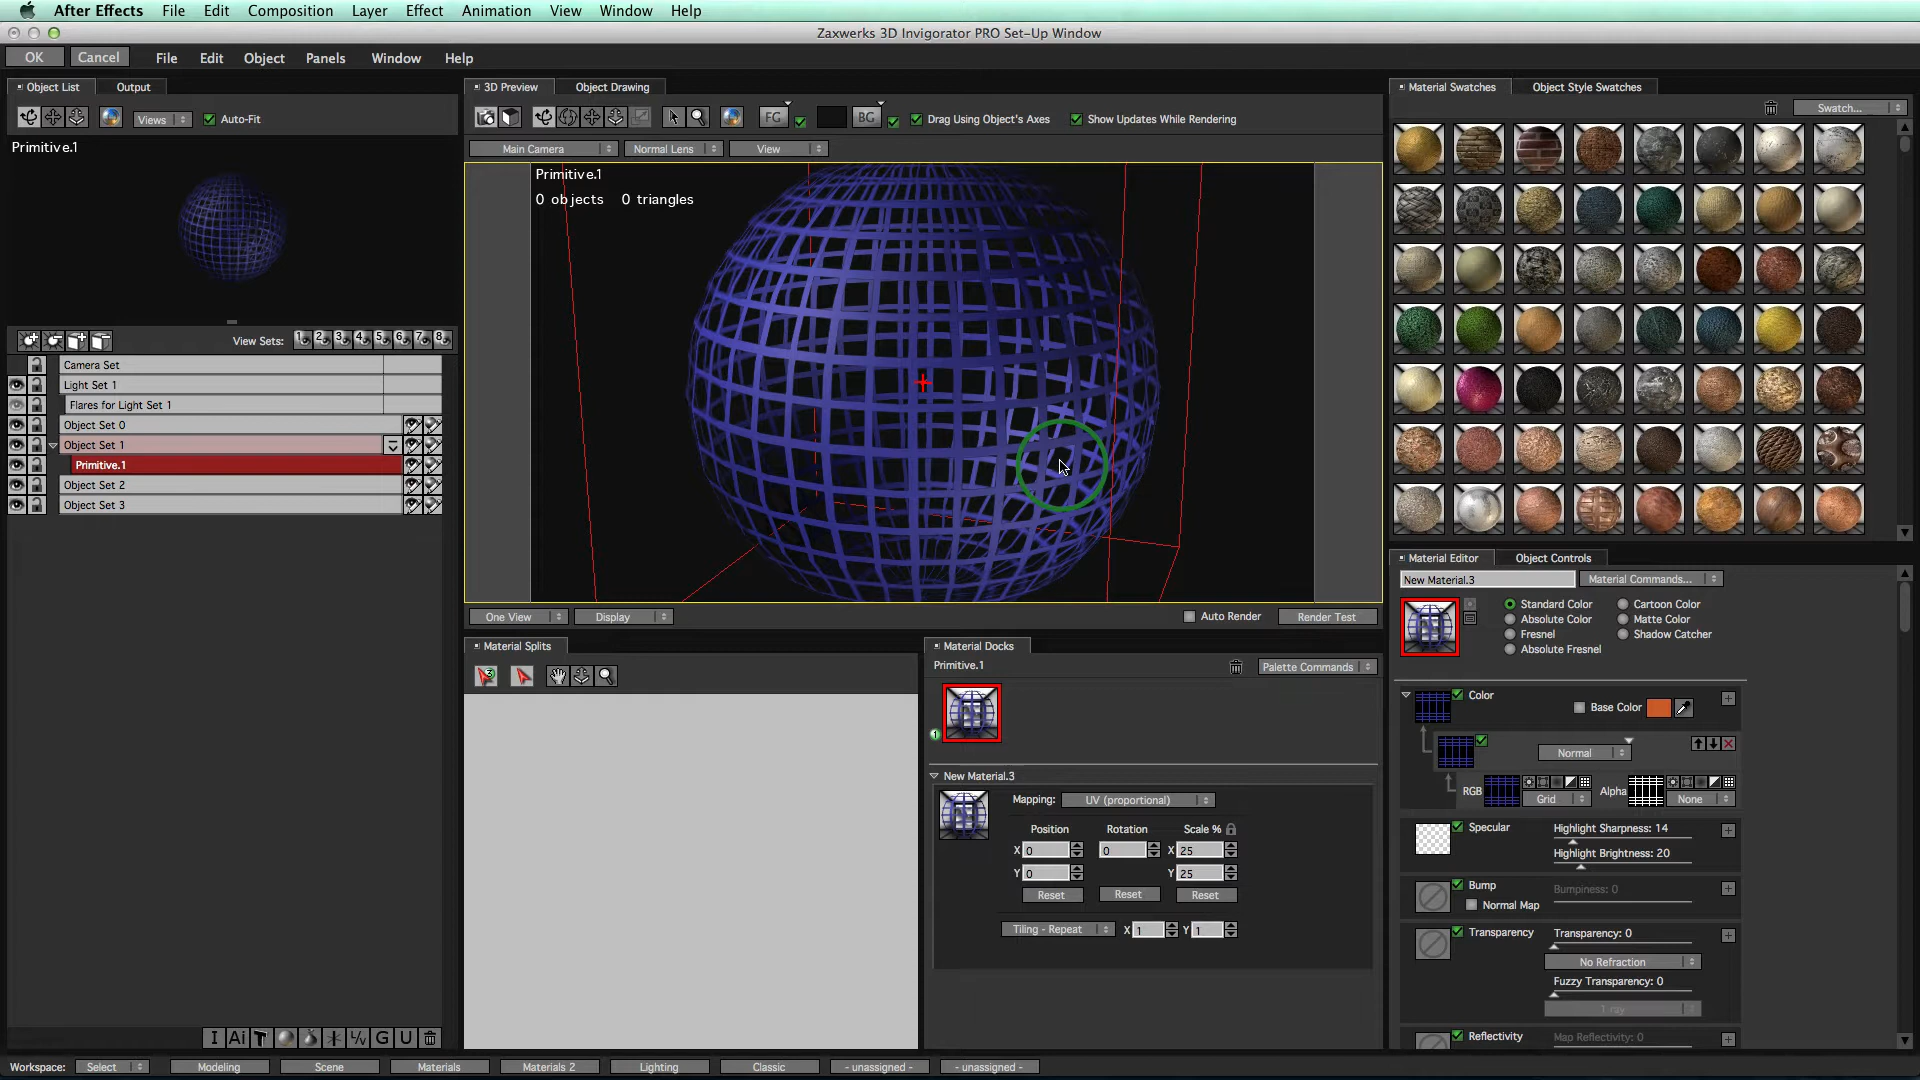 After Effects File Edit Composition Layer Effect Animation View Window Help
Zaxwerks 3D Invigorator PRO Set-Up Window
OK Cancel File Edit Object Panels Window Help
Object List Output
Views Auto-Fit
Primitive.1
View Sets: 1 2 3 4 5 6 7 8
Camera Set
Light Set 1
Flares for Light Set 1
Object Set 0
Object Set 1
Primitive.1
Object Set 2
Object Set 3
I Ai T L/V G U
3D Preview Object Drawing
FG BG Drag Using Object's Axes Show Updates While Rendering
Main Camera Normal Lens View
Primitive.1
0 objects 0 triangles
One View Display Auto Render Render Test
Material Splits
Material Docks
Primitive.1 Palette Commands
1
New Material.3
Mapping: UV (proportional)
Position Rotation Scale %
X 0 0 X 25
Y 0 Y 25
Reset Reset Reset
Tiling - Repeat X 1 Y 1
Material Swatches Object Style Swatches
Swatch...
Material Editor Object Controls
New Material.3 Material Commands...
Standard Color Cartoon Color
Absolute Color Matte Color
Fresnel Shadow Catcher
Absolute Fresnel
Color
Base Color
Normal
RGB Grid Alpha None
Specular Highlight Sharpness: 14
Highlight Brightness: 20
Bump Bumpiness: 0
Normal Map
Transparency Transparency: 0
No Refraction
Fuzzy Transparency: 0
1 ray
Reflectivity Map Reflectivity: 0
Workspace: Select Modeling Scene Materials Materials 2 Lighting Classic - unassigned - - unassigned -